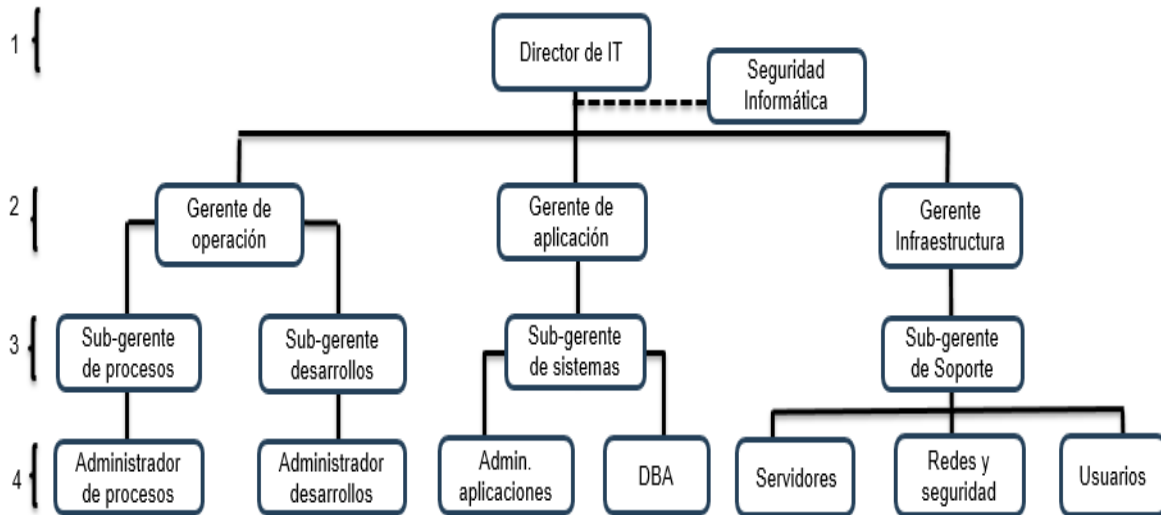 1
Director de IT
Seguridad
Informática
2
Gerente de
operación
Gerente de
aplicación
Gerente
Infraestructura
3
Sub-gerente
de procesos
Sub-gerente
desarrollos
Sub-gerente
de sistemas
Sub-gerente
de Soporte
4
Administrador
de procesos
Administrador
desarrollos
Admin.
aplicaciones
DBA
Servidores
Redes y
seguridad
Usuarios